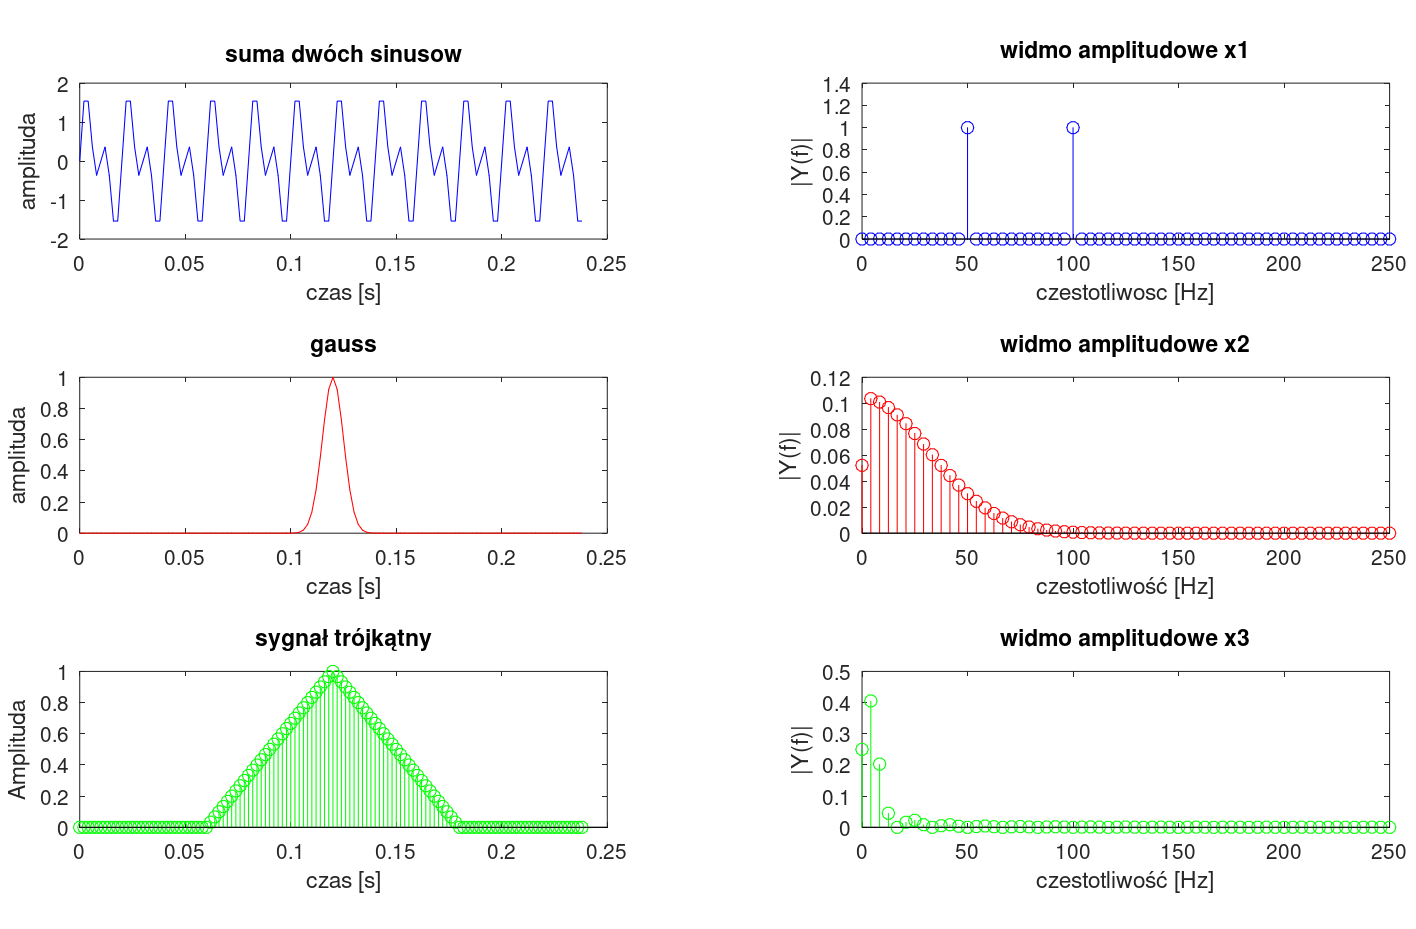 suma dwóch sinusow
amplituda
2
1
0
-1
-2
0 0.05 0.1 0.15 0.2 0.25
czas [s]
widmo amplitudowe x1
|Y(f)|
1.4
1.2
1
0.8
0.6
0.4
0.2
0
0 50 100 150 200 250
czestotliwosc [Hz]
gauss
amplituda
1
0.8
0.6
0.4
0.2
0
0 0.05 0.1 0.15 0.2 0.25
czas [s]
widmo amplitudowe x2
|Y(f)|
0.12
0.1
0.08
0.06
0.04
0.02
0
0 50 100 150 200 250
czestotliwość [Hz]
sygnał trójkątny
Amplituda
1
0.8
0.6
0.4
0.2
0
0 0.05 0.1 0.15 0.2 0.25
czas [s]
widmo amplitudowe x3
|Y(f)|
0.5
0.4
0.3
0.2
0.1
0
0 50 100 150 200 250
czestotliwość [Hz]